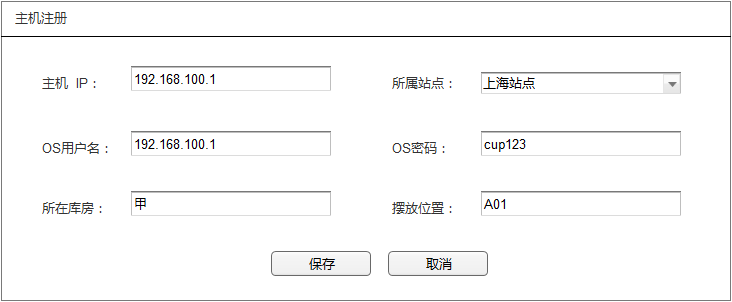 主机注册
主机 IP： 192.168.100.1 所属站点： 上海站点
OS用户名： 192.168.100.1 OS密码： cup123
所在库房： 甲 摆放位置： A01
保存 取消